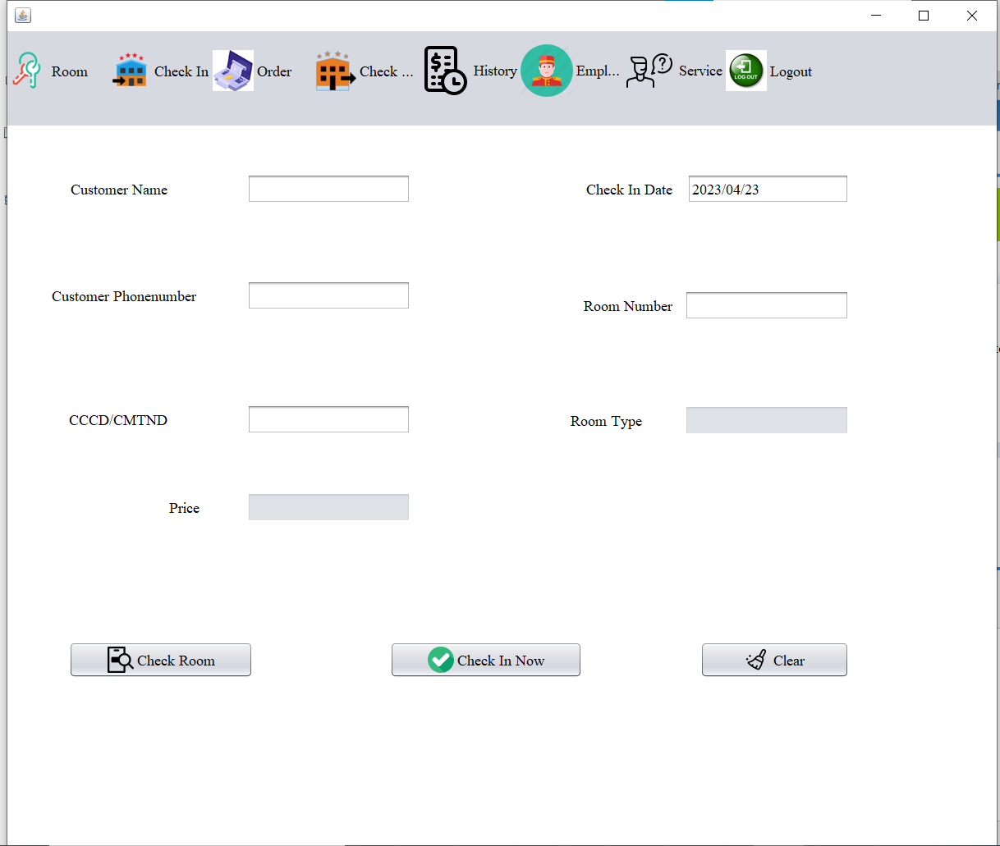 Room Check In Order Check ... History Empl... Service LOG OUT Logout
Customer Name Check In Date 2023/04/23
Customer Phonenumber
Room Number
CCCD/CMTND Room Type
Price
Check Room Check In Now Clear